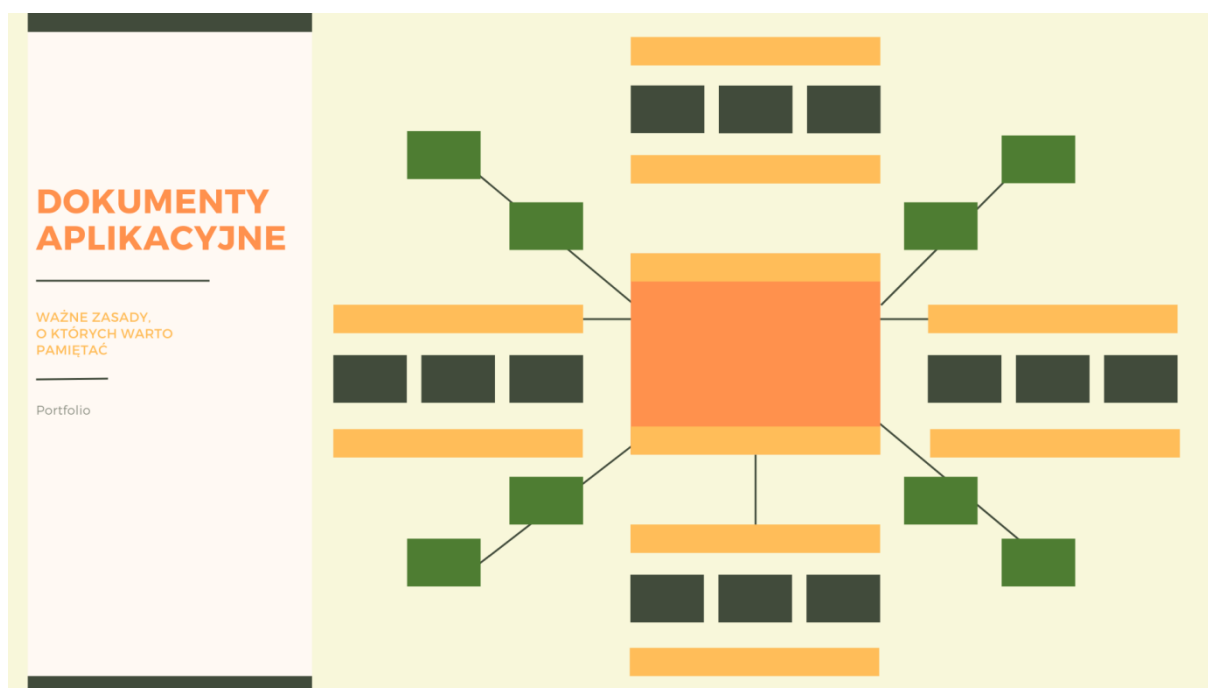 DOKUMENTY
APLIKACYJNE
WAŻNE ZASADY,
O KTÓRYCH WARTO
PAMIĘTAĆ
Portfolio